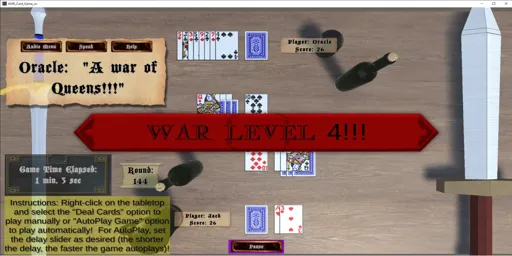 Audio Menu
Speak
Help
Oracle: "A war of
Queens!!!"
Player: Oracle
Score: 26
WAR LEVEL 4!!!
Game Time Elapsed:
1 min, 3 sec
Round:
144
Instructions: Right-click on the tabletop
and select the "Deal Cards" option to
play manually or "AutoPlay Game" option
to play automatically! For AutoPlay, set
the delay slider as desired (the shorter
the delay, the faster the game autoplays)!
Player: Jack
Score: 26
Pause